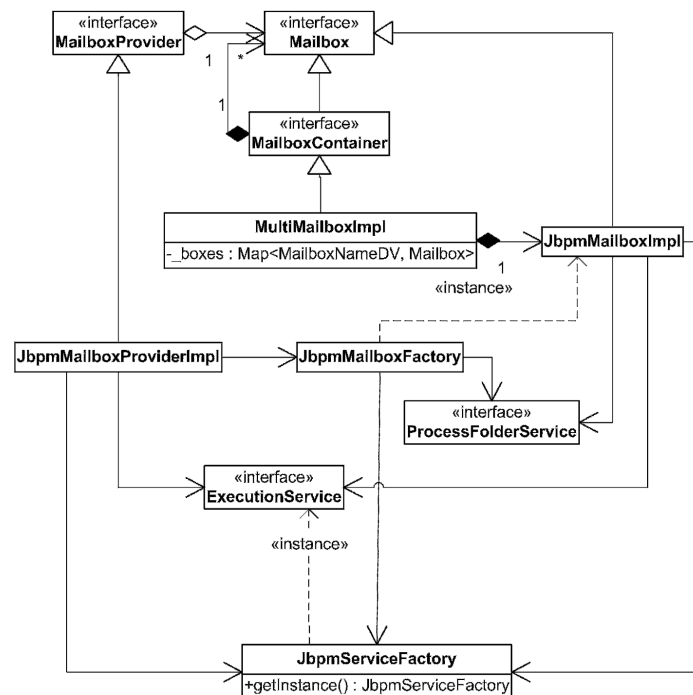 «interface»
MailboxProvider
«interface»
Mailbox
1
*
1
«interface»
MailboxContainer
MultiMailboxImpl
-_boxes : Map<MailboxNameDV, Mailbox>
JbpmMailboxImpl
1
«instance»
JbpmMailboxProviderImpl
JbpmMailboxFactory
«interface»
ProcessFolderService
«interface»
ExecutionService
«instance»
JbpmServiceFactory
+getInstance() : JbpmServiceFactory